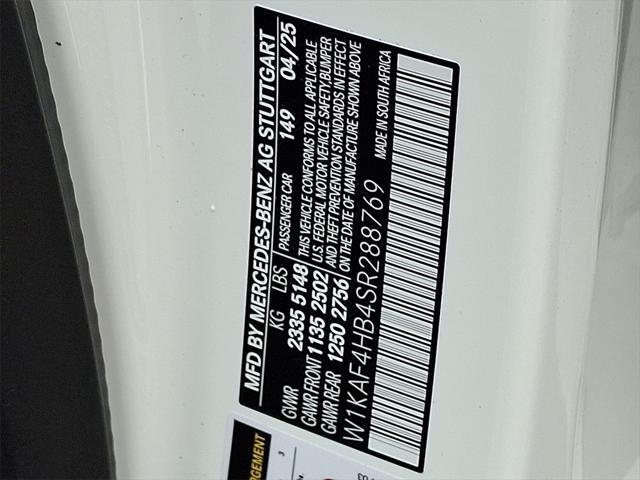 MFD BY MERCEDES-BENZ AG STUTTGART
KG LBS PASSENGER CAR 149 04/25
GVWR 2335 5148
GAWR FRONT 1135 2502
GAWR REAR 1250 2756
THIS VEHICLE CONFORMS TO ALL APPLICABLE
U.S. FEDERAL MOTOR VEHICLE SAFETY, BUMPER
AND THEFT PREVENTION STANDARDS IN EFFECT
ON THE DATE OF MANUFACTURE SHOWN ABOVE
W1KAF4HB4SR288769
MADE IN SOUTH AFRICA
3